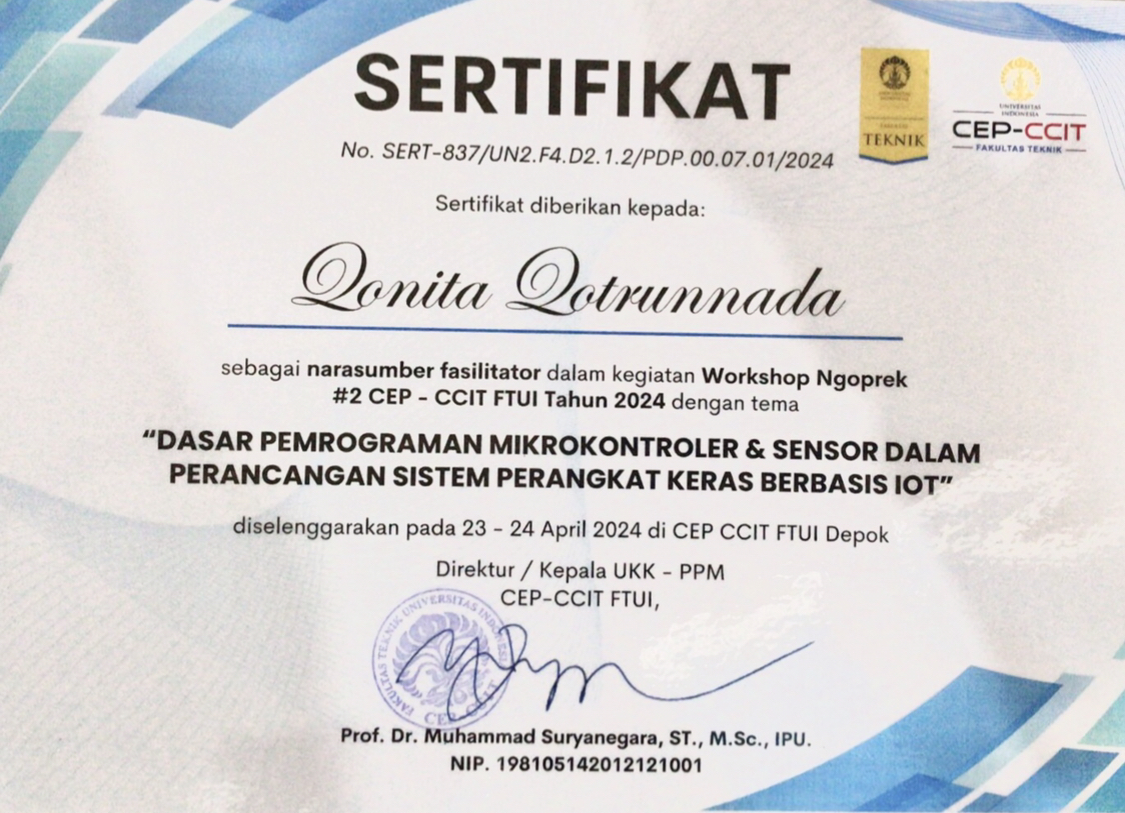 SERTIFIKAT
No. SERT-837/UN2.F4.D2.1.2/PDP.00.07.01/2024
TEKNIK
UNIVERSITAS
INDONESIA
CEP-CCIT
FAKULTAS TEKNIK
Sertifikat diberikan kepada:
Qonita Qotrunnada
sebagai narasumber fasilitator dalam kegiatan Workshop Ngoprek
#2 CEP - CCIT FTUI Tahun 2024 dengan tema
“DASAR PEMROGRAMAN MIKROKONTROLER & SENSOR DALAM
PERANCANGAN SISTEM PERANGKAT KERAS BERBASIS IOT”
diselenggarakan pada 23 - 24 April 2024 di CEP CCIT FTUI Depok
Direktur / Kepala UKK - PPM
CEP-CCIT FTUI,
FAKULTAS TEKNIK UNIVERSITAS INDONESIA
CEP-CCIT
Prof. Dr. Muhammad Suryanegara, ST., M.Sc., IPU.
NIP. 198105142012121001